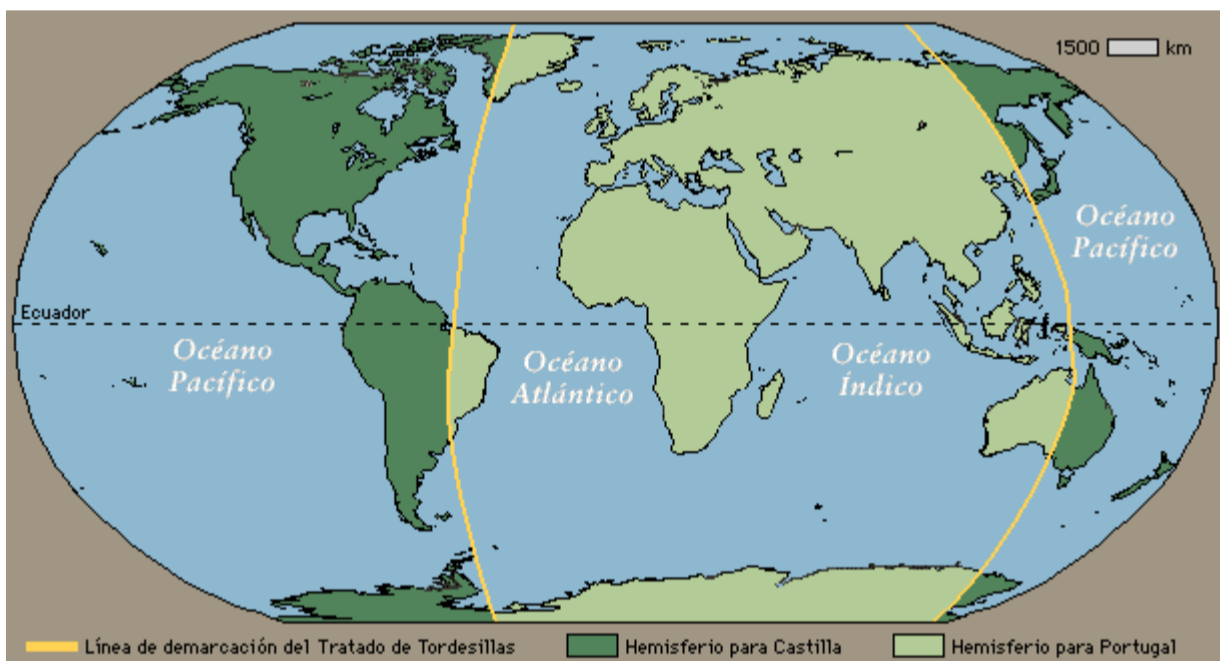 1500 km
Océano
Pacífico
Ecuador
Océano
Pacífico
Océano
Atlántico
Océano
Índico
Línea de demarcación del Tratado de Tordesillas
Hemisferio para Castilla
Hemisferio para Portugal